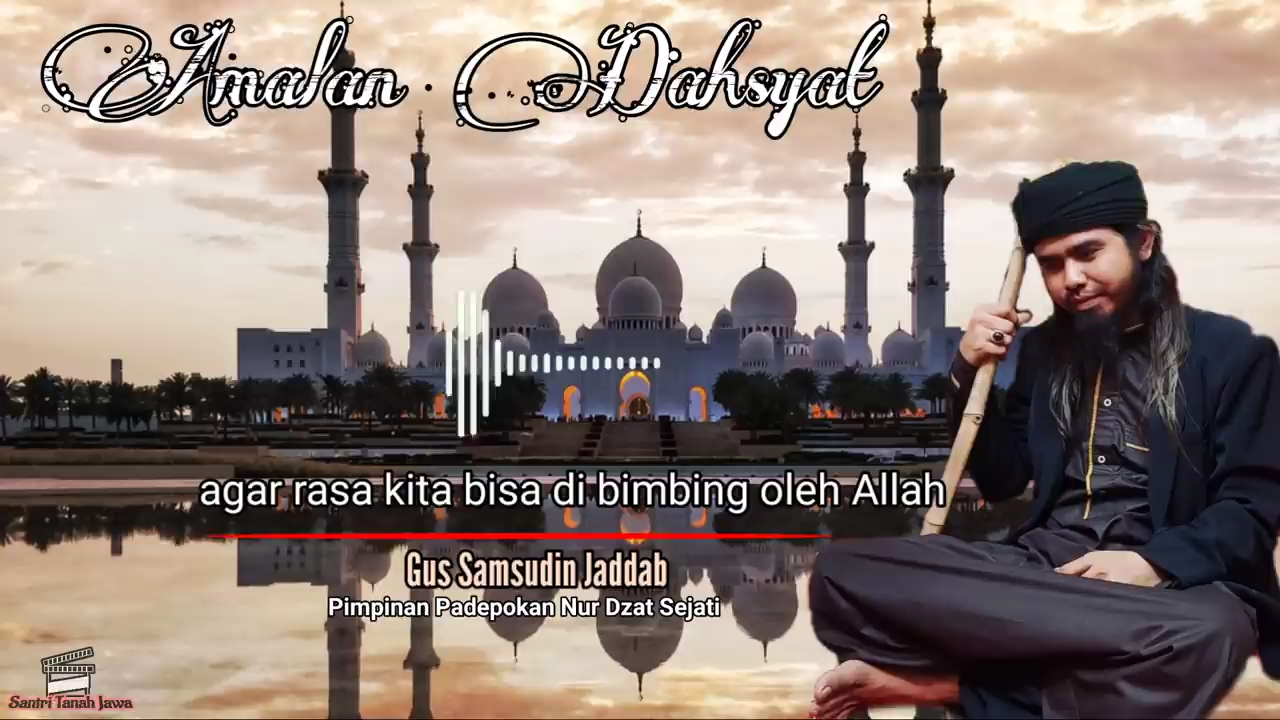 Amalan Dahsyat
agar rasa kita bisa di bimbing oleh Allah
Gus Samsudin Jaddab
Pimpinan Padepokan Nur Dzat Sejati
Santri Tanah Jawa